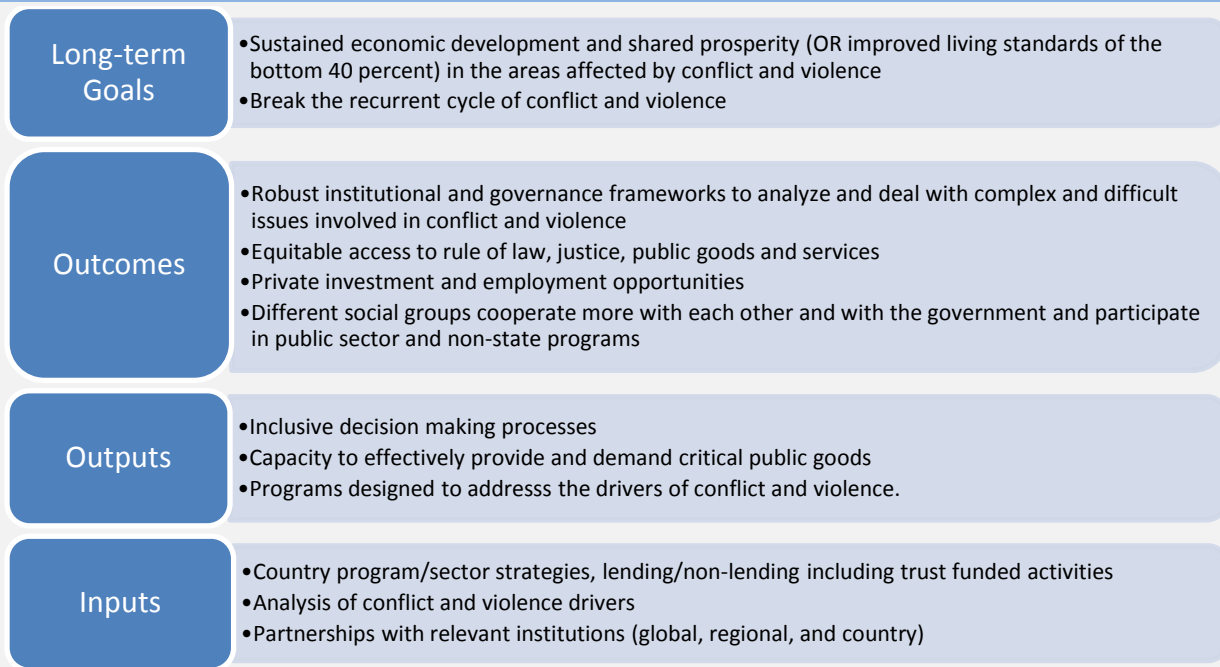 Long-term
Goals
•Sustained economic development and shared prosperity (OR improved living standards of the
bottom 40 percent) in the areas affected by conflict and violence
•Break the recurrent cycle of conflict and violence
Outcomes
•Robust institutional and governance frameworks to analyze and deal with complex and difficult
issues involved in conflict and violence
•Equitable access to rule of law, justice, public goods and services
•Private investment and employment opportunities
•Different social groups cooperate more with each other and with the government and participate
in public sector and non-state programs
Outputs
•Inclusive decision making processes
•Capacity to effectively provide and demand critical public goods
•Programs designed to addresss the drivers of conflict and violence.
Inputs
•Country program/sector strategies, lending/non-lending including trust funded activities
•Analysis of conflict and violence drivers
•Partnerships with relevant institutions (global, regional, and country)